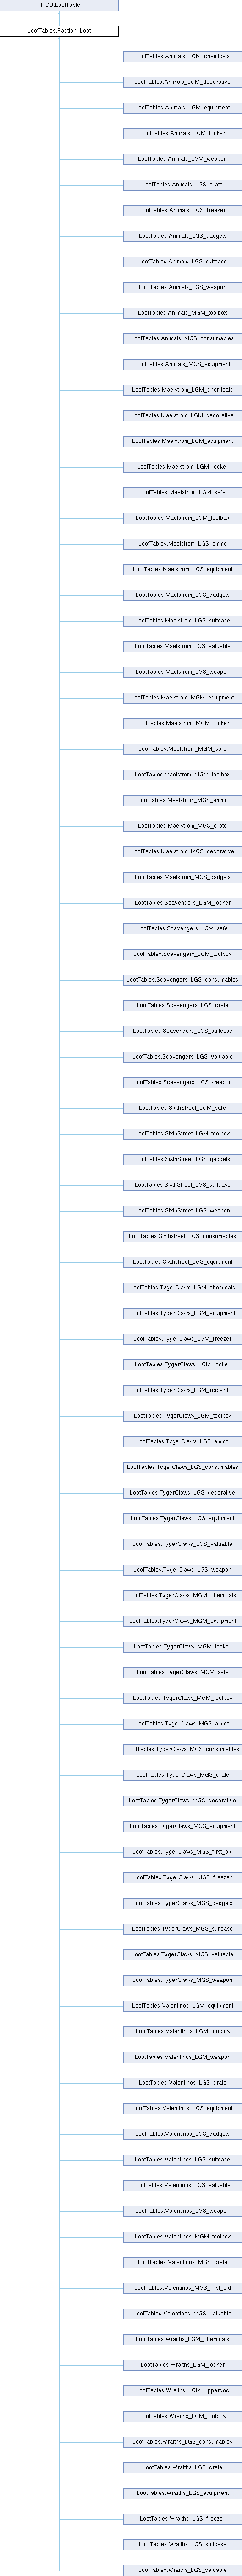 RTDB.LootTable
LootTables.Faction_Loot
LootTables.Animals_LGM_chemicals
LootTables.Animals_LGM_decorative
LootTables.Animals_LGM_equipment
LootTables.Animals_LGM_locker
LootTables.Animals_LGM_weapon
LootTables.Animals_LGS_crate
LootTables.Animals_LGS_freezer
LootTables.Animals_LGS_gadgets
LootTables.Animals_LGS_suitcase
LootTables.Animals_LGS_weapon
LootTables.Animals_MGM_toolbox
LootTables.Animals_MGS_consumables
LootTables.Animals_MGS_equipment
LootTables.Maelstrom_LGM_chemicals
LootTables.Maelstrom_LGM_decorative
LootTables.Maelstrom_LGM_equipment
LootTables.Maelstrom_LGM_locker
LootTables.Maelstrom_LGM_safe
LootTables.Maelstrom_LGM_toolbox
LootTables.Maelstrom_LGS_ammo
LootTables.Maelstrom_LGS_equipment
LootTables.Maelstrom_LGS_gadgets
LootTables.Maelstrom_LGS_suitcase
LootTables.Maelstrom_LGS_valuable
LootTables.Maelstrom_LGS_weapon
LootTables.Maelstrom_MGM_equipment
LootTables.Maelstrom_MGM_locker
LootTables.Maelstrom_MGM_safe
LootTables.Maelstrom_MGM_toolbox
LootTables.Maelstrom_MGS_ammo
LootTables.Maelstrom_MGS_crate
LootTables.Maelstrom_MGS_decorative
LootTables.Maelstrom_MGS_gadgets
LootTables.Scavengers_LGM_locker
LootTables.Scavengers_LGM_safe
LootTables.Scavengers_LGM_toolbox
LootTables.Scavengers_LGS_consumables
LootTables.Scavengers_LGS_crate
LootTables.Scavengers_LGS_suitcase
LootTables.Scavengers_LGS_valuable
LootTables.Scavengers_LGS_weapon
LootTables.SixthStreet_LGM_safe
LootTables.SixthStreet_LGM_toolbox
LootTables.SixthStreet_LGS_gadgets
LootTables.SixthStreet_LGS_suitcase
LootTables.SixthStreet_LGS_weapon
LootTables.Sixthstreet_LGS_consumables
LootTables.Sixthstreet_LGS_equipment
LootTables.TygerClaws_LGM_chemicals
LootTables.TygerClaws_LGM_equipment
LootTables.TygerClaws_LGM_freezer
LootTables.TygerClaws_LGM_locker
LootTables.TygerClaws_LGM_ripperdoc
LootTables.TygerClaws_LGM_toolbox
LootTables.TygerClaws_LGS_ammo
LootTables.TygerClaws_LGS_consumables
LootTables.TygerClaws_LGS_decorative
LootTables.TygerClaws_LGS_equipment
LootTables.TygerClaws_LGS_valuable
LootTables.TygerClaws_LGS_weapon
LootTables.TygerClaws_MGM_chemicals
LootTables.TygerClaws_MGM_equipment
LootTables.TygerClaws_MGM_locker
LootTables.TygerClaws_MGM_safe
LootTables.TygerClaws_MGM_toolbox
LootTables.TygerClaws_MGS_ammo
LootTables.TygerClaws_MGS_consumables
LootTables.TygerClaws_MGS_crate
LootTables.TygerClaws_MGS_decorative
LootTables.TygerClaws_MGS_equipment
LootTables.TygerClaws_MGS_first_aid
LootTables.TygerClaws_MGS_freezer
LootTables.TygerClaws_MGS_gadgets
LootTables.TygerClaws_MGS_suitcase
LootTables.TygerClaws_MGS_valuable
LootTables.TygerClaws_MGS_weapon
LootTables.Valentinos_LGM_equipment
LootTables.Valentinos_LGM_toolbox
LootTables.Valentinos_LGM_weapon
LootTables.Valentinos_LGS_crate
LootTables.Valentinos_LGS_equipment
LootTables.Valentinos_LGS_gadgets
LootTables.Valentinos_LGS_suitcase
LootTables.Valentinos_LGS_valuable
LootTables.Valentinos_LGS_weapon
LootTables.Valentinos_MGM_toolbox
LootTables.Valentinos_MGS_crate
LootTables.Valentinos_MGS_first_aid
LootTables.Valentinos_MGS_valuable
LootTables.Wraiths_LGM_chemicals
LootTables.Wraiths_LGM_locker
LootTables.Wraiths_LGM_ripperdoc
LootTables.Wraiths_LGM_toolbox
LootTables.Wraiths_LGS_consumables
LootTables.Wraiths_LGS_crate
LootTables.Wraiths_LGS_equipment
LootTables.Wraiths_LGS_freezer
LootTables.Wraiths_LGS_suitcase
LootTables.Wraiths_LGS_valuable